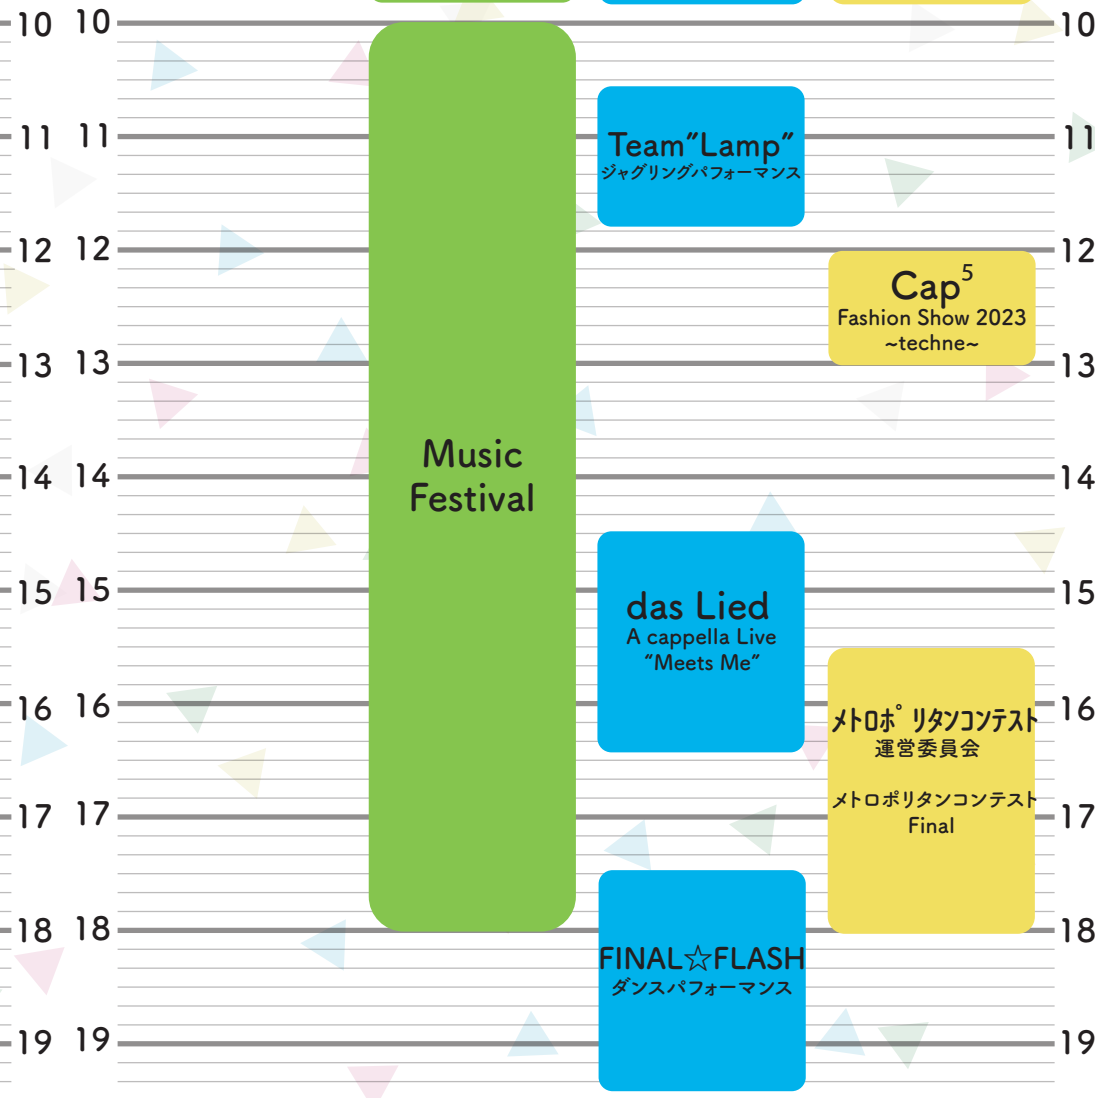 10 10 10
11 11 11
Team"Lamp"
ジャグリングパフォーマンス
12 12 12
Cap⁵
Fashion Show 2023
~techne~
13 13 13
Music
Festival
14 14 14
15 15 15
das Lied
A cappella Live
"Meets Me"
16 16 16
メトロポリタンコンテスト
運営委員会
メトロポリタンコンテスト
Final
17 17 17
18 18 18
FINAL☆FLASH
ダンスパフォーマンス
19 19 19